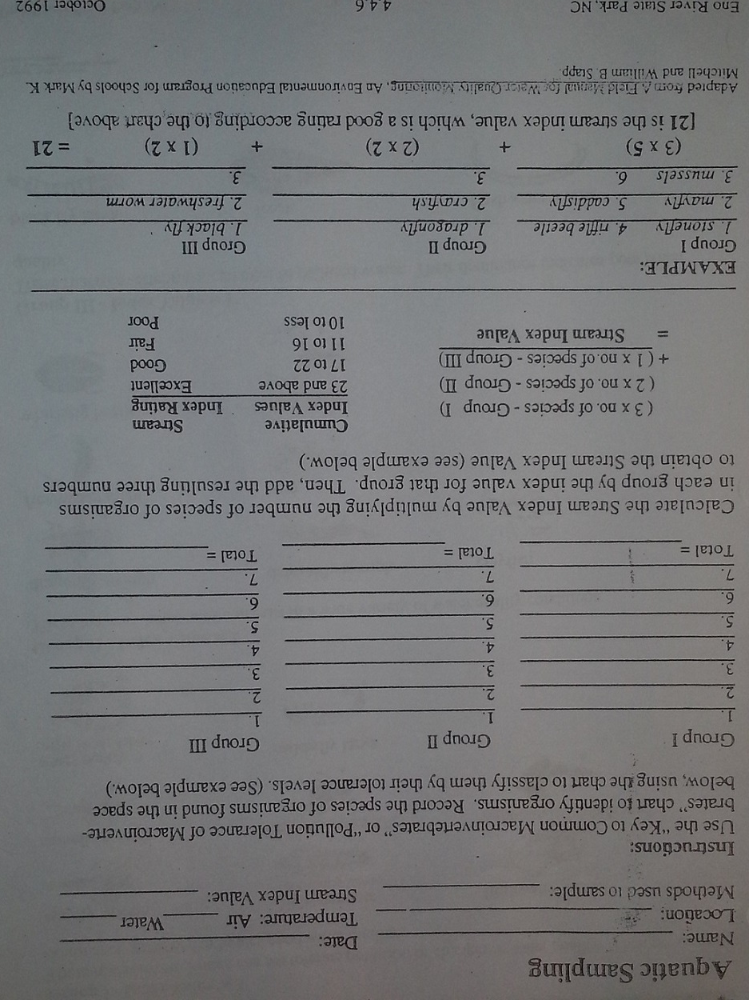 Aquatic Sampling
Name: Date:
Location: Temperature: Air Water
Methods used to sample: Stream Index Value:
Instructions:
Use the “Key to Common Macroinvertebrates” or “Pollution Tolerance of Macroinverte-
brates” chart to identify organisms. Record the species of organisms found in the space
below, using the chart to classify them by their tolerance levels. (See example below.)
Group I Group II Group III
1. 1. 1.
2. 2. 2.
3. 3. 3.
4. 4. 4.
5. 5. 5.
6. 6. 6.
7. 7. 7.
Total = Total = Total =
Calculate the Stream Index Value by multiplying the number of species of organisms
in each group by the index value for that group. Then, add the resulting three numbers
to obtain the Stream Index Value (see example below.)
Cumulative Stream
( 3 x no. of species - Group I) Index Values Index Rating
( 2 x no. of species - Group II) 23 and above Excellent
+ ( 1 x no. of species - Group III) 17 to 22 Good
= Stream Index Value 11 to 16 Fair
10 to less Poor
EXAMPLE:
Group I Group II Group III
1. stonefly 4. riffle beetle 1. dragonfly 1. black fly
2. mayfly 5. caddisfly 2. crayfish 2. freshwater worm
3. mussels 6. 3. 3.
(3 x 5) + (2 x 2) + (1 x 2) = 21
[21 is the stream index value, which is a good rating according to the chart above]
Adapted from A Field Manual for Water Quality Monitoring, An Environmental Education Program for Schools by Mark K.
Mitchell and William B. Stapp.
Eno River State Park, NC 4.4.6 October 1992